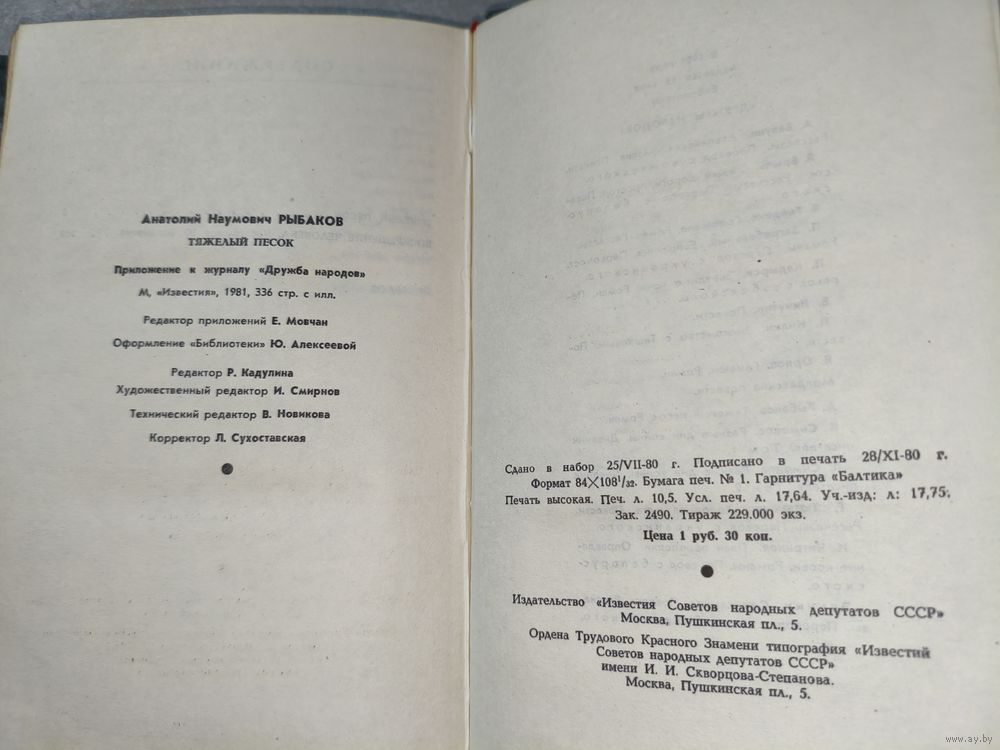 Анатолий Наумович РЫБАКОВ
ТЯЖЕЛЫЙ ПЕСОК
Приложение к журналу «Дружба народов»
М, «Известия», 1981, 336 стр. с илл.
Редактор приложений Е. Мовчан
Оформление «Библиотеки» Ю. Алексеевой
Редактор Р. Кадулина
Художественный редактор И. Смирнов
Технический редактор В. Новикова
Корректор Л. Сухоставская
Сдано в набор 25/VII-80 г. Подписано в печать 28/XI-80 г.
Формат 84×108¹/₃₂. Бумага печ. № 1. Гарнитура «Балтика»
Печать высокая. Печ. л. 10,5. Усл. печ. л. 17,64. Уч.-изд: л: 17,75.
Зак. 2490. Тираж 229.000 экз.
Цена 1 руб. 30 коп.
Издательство «Известия Советов народных депутатов СССР»
Москва, Пушкинская пл., 5.
Ордена Трудового Красного Знамени типография «Известий
Советов народных депутатов СССР»
имени И. И. Скворцова-Степанова.
Москва, Пушкинская пл., 5.
www.ay.by